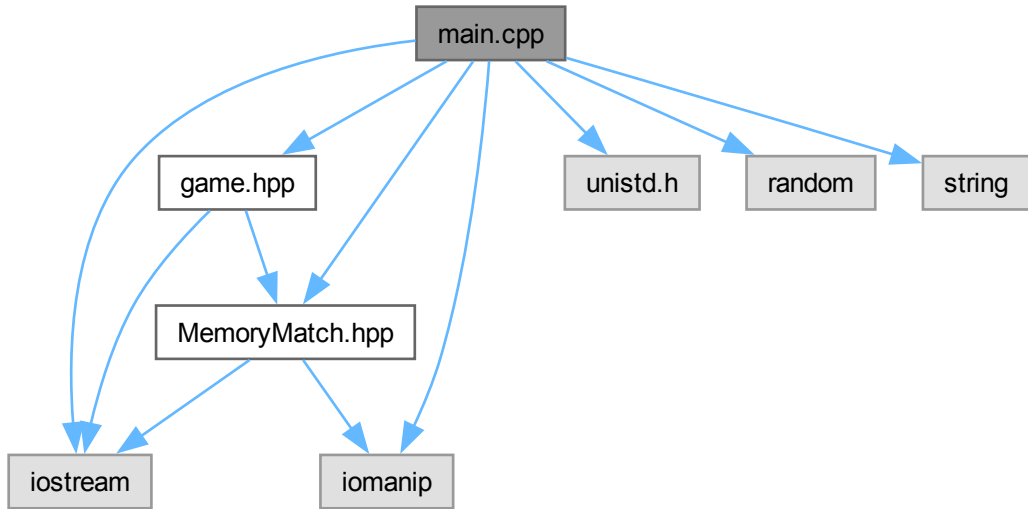 main.cpp
game.hpp
unistd.h
random
string
MemoryMatch.hpp
iostream
iomanip